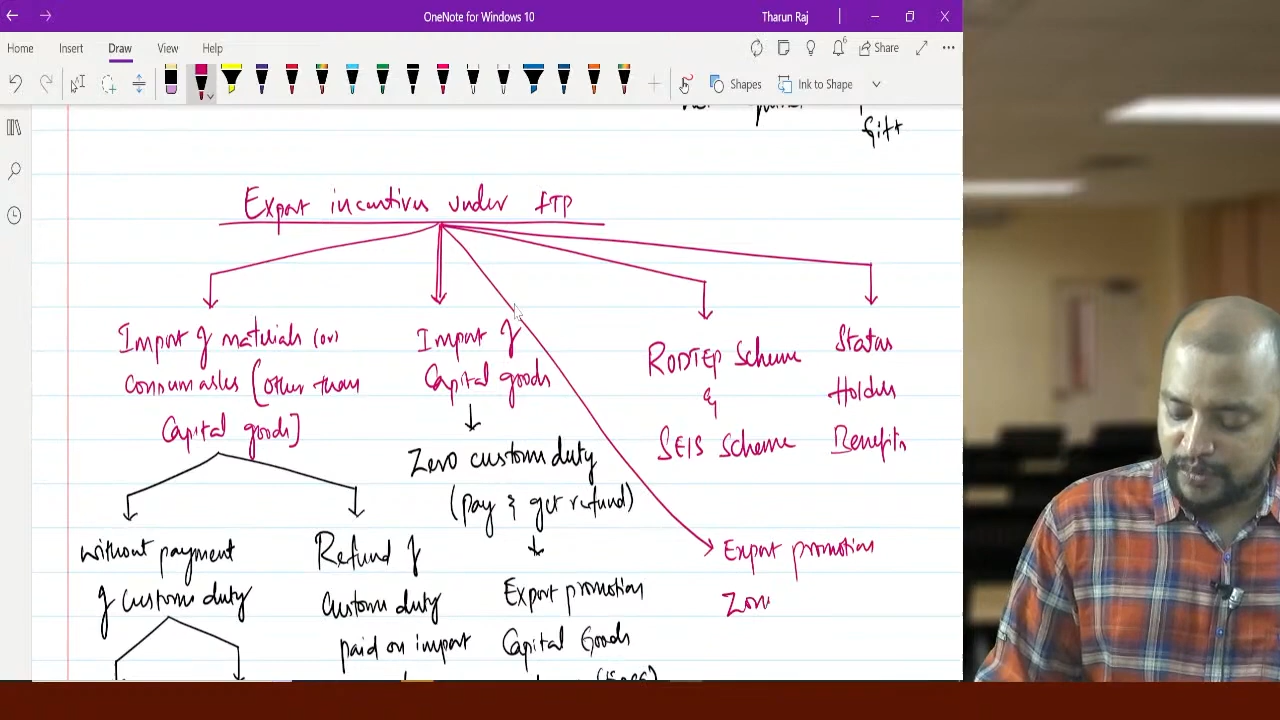 OneNote for Windows 10
Tharun Raj
Home Insert Draw View Help
6
Share
Shapes
Ink to Shape
Gift
Export incentives under FTP
Import of materials (or)
Consumables (other than
Capital goods]
Import of
Capital goods
Zero custom duty
(pay & get refund)
Export promotion
Capital Goods
RODTEP Scheme
&
SEIS Scheme
Status
Holder
Benefits
without payment
of custom duty
Refund of
Custom duty
paid on import
Export promotion
Zone